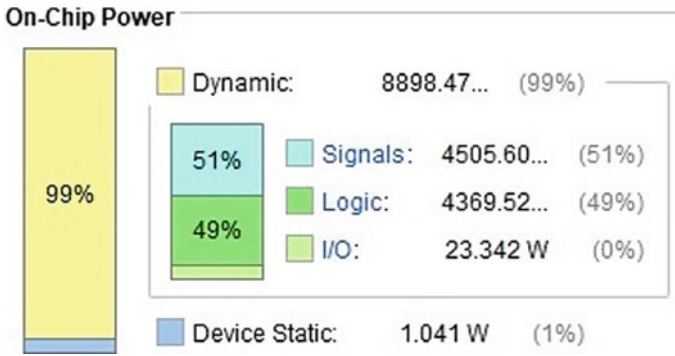 On-Chip Power
Dynamic: 8898.47... (99%)
51% Signals: 4505.60... (51%)
99% Logic: 4369.52... (49%)
49%
I/O: 23.342 W (0%)
Device Static: 1.041 W (1%)